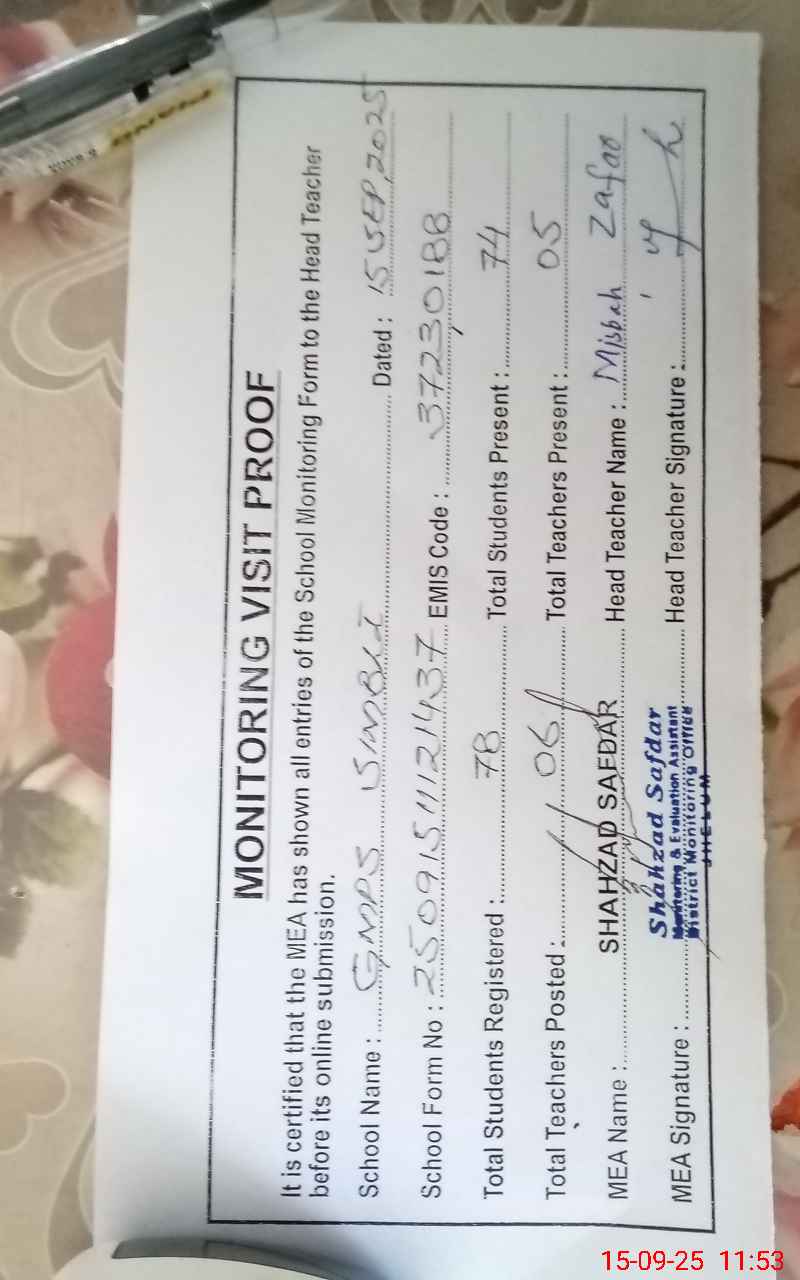 MONITORING VISIT PROOF
It is certified that the MEA has shown all entries of the School Monitoring Form to the Head Teacher
before its online submission.
School Name : GMPS SIMBLI Dated : 15 SEP, 2025
School Form No : 250915111121437 EMIS Code : 37230188
Total Students Registered : 78 Total Students Present : 74
Total Teachers Posted : 06 Total Teachers Present : 05
MEA Name : SHAHZAD SAFDAR Head Teacher Name : Misbah Zafar
MEA Signature : Head Teacher Signature :
Shahzad Safdar
Monitoring & Evaluation Assistant
District Monitoring Office
JHELUM
15-09-25 11:53